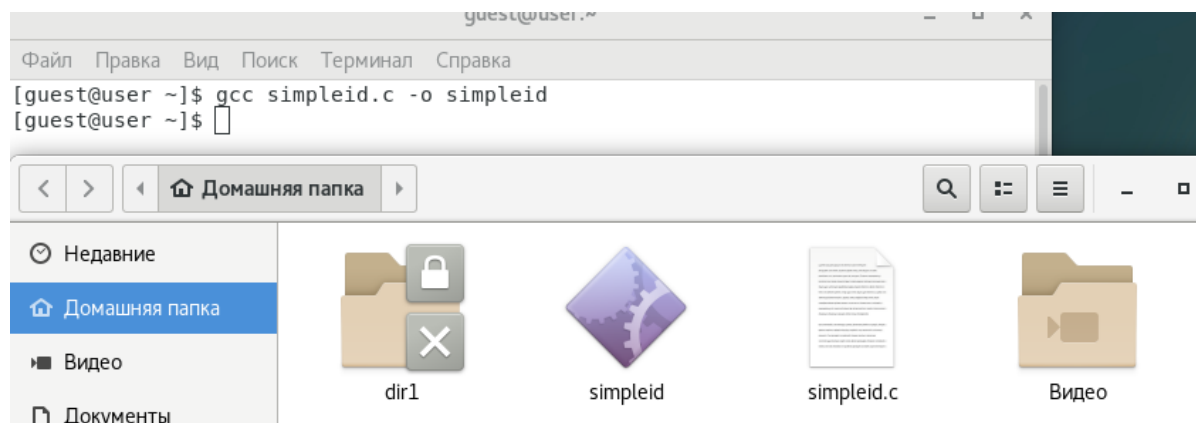 guest@user:~
Файл Правка Вид Поиск Терминал Справка
[guest@user ~]$ gcc simpleid.c -o simpleid
[guest@user ~]$
Домашняя папка
Недавние
Домашняя папка
Видео
Документы
dir1 simpleid simpleid.c Видео